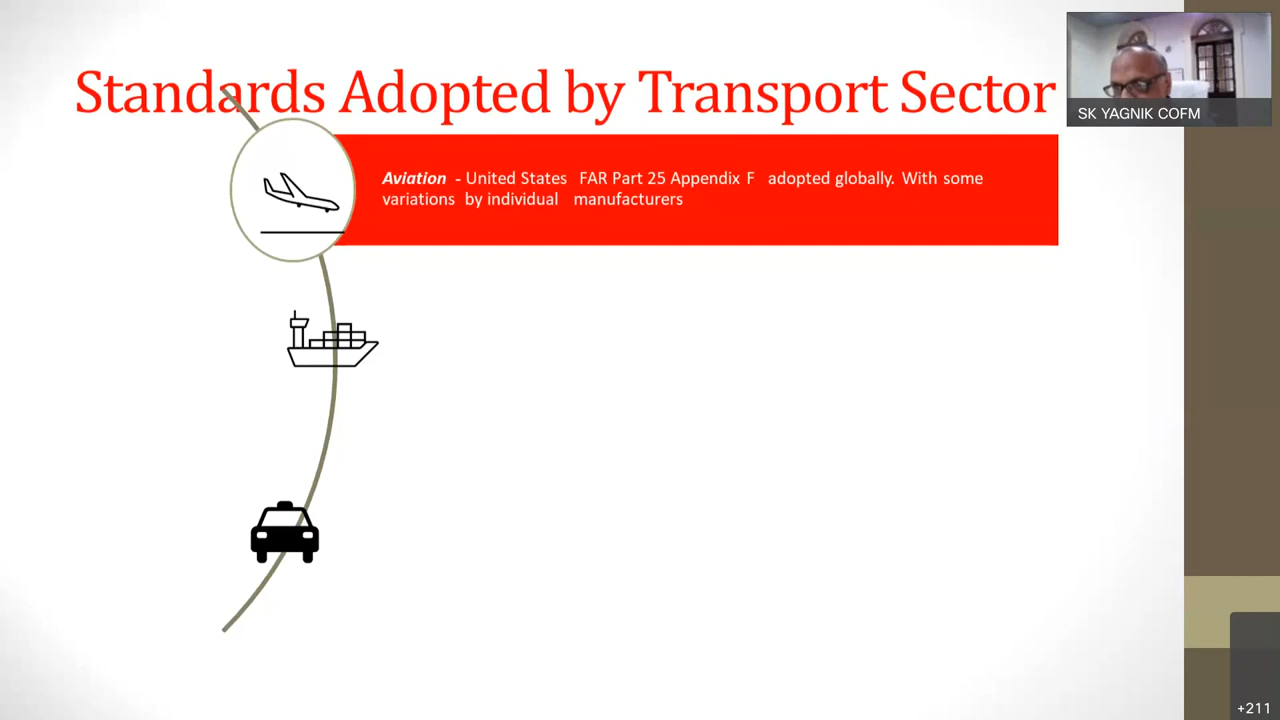 Standards Adopted by Transport Sector
SK YAGNIK COFM
Aviation - United States FAR Part 25 Appendix F adopted globally. With some
variations by individual manufacturers
+211